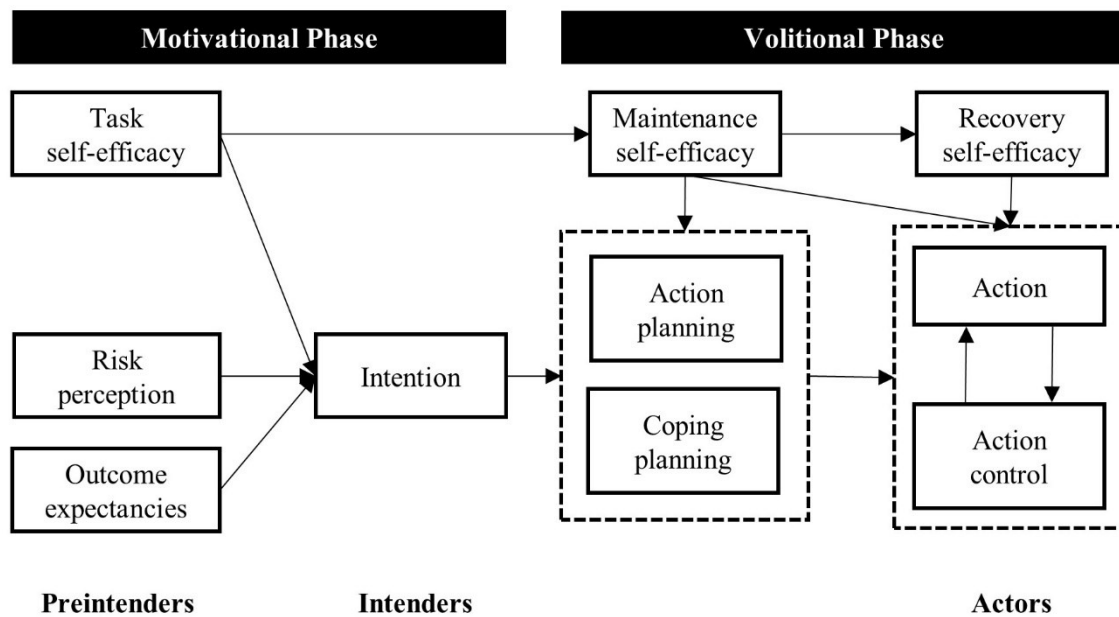 Motivational Phase
Volitional Phase
Task
self-efficacy
Maintenance
self-efficacy
Recovery
self-efficacy
Risk
perception
Outcome
expectancies
Intention
Action
planning
Coping
planning
Action
Action
control
Preintenders
Intenders
Actors